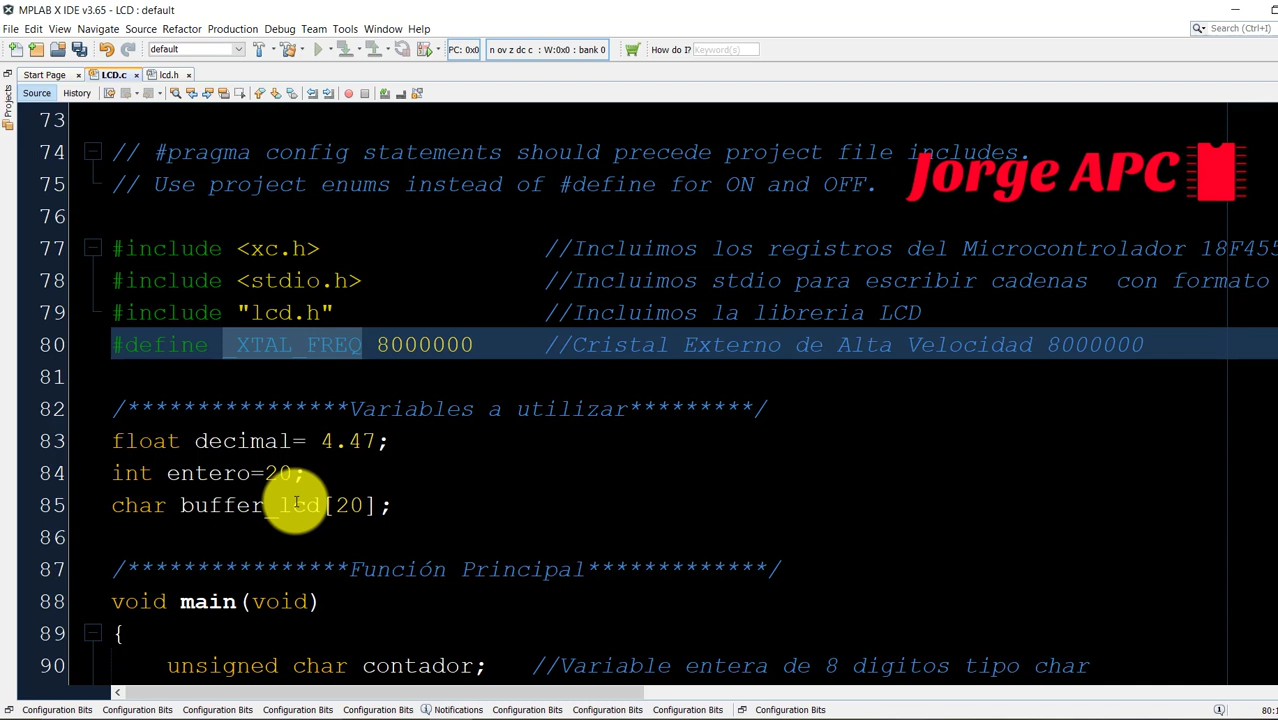 MPLAB X IDE v3.65 - LCD : default
File Edit View Navigate Source Refactor Production Debug Team Tools Window Help
Search (Ctrl+I)
default PC: 0x0 n ov z dc c : W:0x0 : bank 0 How do I? Keyword(s)
Start Page LCD.c lcd.h
Projects
Source History
73
74 // #pragma config statements should precede project file includes.
75 // Use project enums instead of #define for ON and OFF.
Jorge APC
76
77 #include <xc.h> //Incluimos los registros del Microcontrolador 18F455
78 #include <stdio.h> //Incluimos stdio para escribir cadenas con formato
79 #include "lcd.h" //Incluimos la libreria LCD
80 #define _XTAL_FREQ 8000000 //Cristal Externo de Alta Velocidad 8000000
81
82 /****************Variables a utilizar*********/
83 float decimal= 4.47;
84 int entero=20;
85 char buffer_lcd[20];
86
87 /****************Función Principal*************/
88 void main(void)
89 {
90 unsigned char contador; //Variable entera de 8 digitos tipo char
Configuration Bits Configuration Bits Configuration Bits Configuration Bits Configuration Bits Notifications Configuration Bits Configuration Bits Configuration Bits Configuration Bits